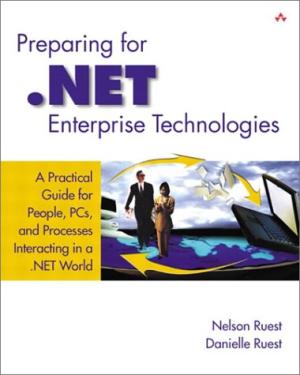 Preparing for
.NET
Enterprise Technologies
A Practical
Guide for
People, PCs,
and Processes
Interacting in a
.NET World
Nelson Ruest
Danielle Ruest